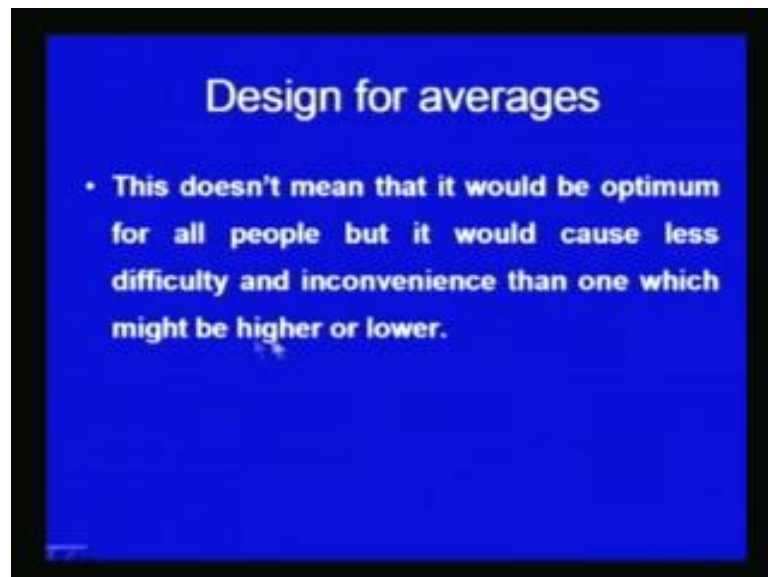 Design for averages
• This doesn't mean that it would be optimum
for all people but it would cause less
difficulty and inconvenience than one which
might be higher or lower.